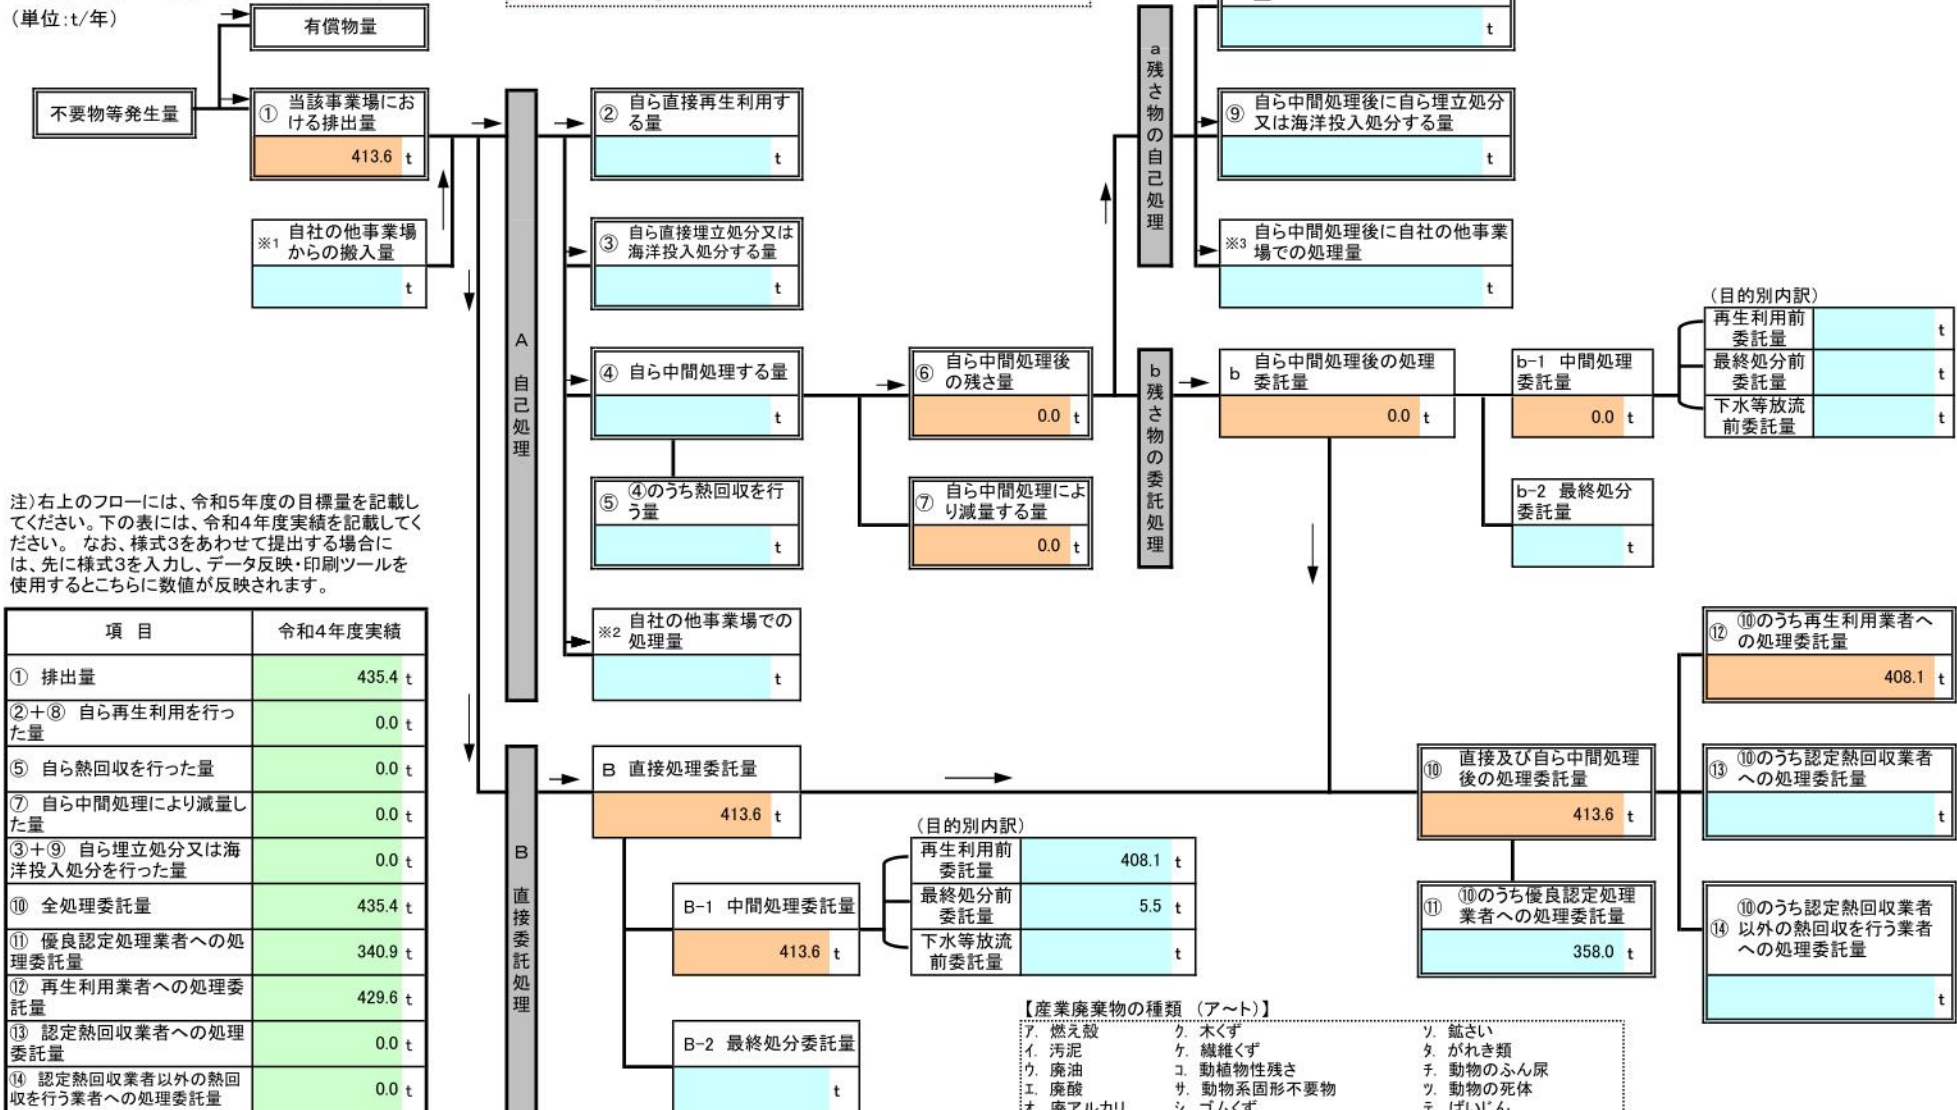 (単位:t/年)
有償物量
t
不要物等発生量
① 当該事業場にお
ける排出量
413.6 t
※1 自社の他事業場
からの搬入量
t
A 自己処理
② 自ら直接再生利用す
る量
t
③ 自ら直接埋立処分又は
海洋投入処分する量
t
④ 自ら中間処理する量
t
⑤ ④のうち熱回収を行
う量
t
※2 自社の他事業場での
処理量
t
⑥ 自ら中間処理後
の残さ量
0.0 t
⑦ 自ら中間処理によ
り減量する量
0.0 t
a 残さ物の自己処理
⑨ 自ら中間処理後に自ら埋立処分
又は海洋投入処分する量
t
※3 自ら中間処理後に自社の他事業
場での処理量
t
b 残さ物の委託処理
b 自ら中間処理後の処理
委託量
0.0 t
b-1 中間処理
委託量
0.0 t
b-2 最終処分
委託量
t
(目的別内訳)
再生利用前
委託量
t
最終処分前
委託量
t
下水等放流
前委託量
t
注)右上のフローには、令和5年度の目標量を記載し
てください。下の表には、令和4年度実績を記載してく
ださい。 なお、様式3をあわせて提出する場合に
は、先に様式3を入力し、データ反映・印刷ツールを
使用するとこちらに数値が反映されます。
項 目 令和4年度実績
① 排出量 435.4 t
②+⑧ 自ら再生利用を行っ
た量 0.0 t
⑤ 自ら熱回収を行った量 0.0 t
⑦ 自ら中間処理により減量し
た量 0.0 t
③+⑨ 自ら埋立処分又は海
洋投入処分を行った量 0.0 t
⑩ 全処理委託量 435.4 t
⑪ 優良認定処理業者への処
理委託量 340.9 t
⑫ 再生利用業者への処理委
託量 429.6 t
⑬ 認定熱回収業者への処理
委託量 0.0 t
⑭ 認定熱回収業者以外の熱回
収を行う業者への処理委託量 0.0 t
B 直接委託処理
B 直接処理委託量
413.6 t
B-1 中間処理委託量
413.6 t
B-2 最終処分委託量
t
(目的別内訳)
再生利用前
委託量
408.1 t
最終処分前
委託量
5.5 t
下水等放流
前委託量
t
⑩ 直接及び自ら中間処理
後の処理委託量
413.6 t
⑪ ⑩のうち優良認定処理
業者への処理委託量
358.0 t
⑫ ⑩のうち再生利用業者へ
の処理委託量
408.1 t
⑬ ⑩のうち認定熱回収業者
への処理委託量
t
⑭ ⑩のうち認定熱回収業者
以外の熱回収を行う業者
への処理委託量
t
【産業廃棄物の種類 (ア~ト)】
ア. 燃え殻 ク. 木くず ソ. 鉱さい
イ. 汚泥 ケ. 繊維くず タ. がれき類
ウ. 廃油 コ. 動植物性残さ チ. 動物のふん尿
エ. 廃酸 サ. 動物系固形不要物 ツ. 動物の死体
オ. 廃アルカリ シ. ゴムくず テ. ばいじん